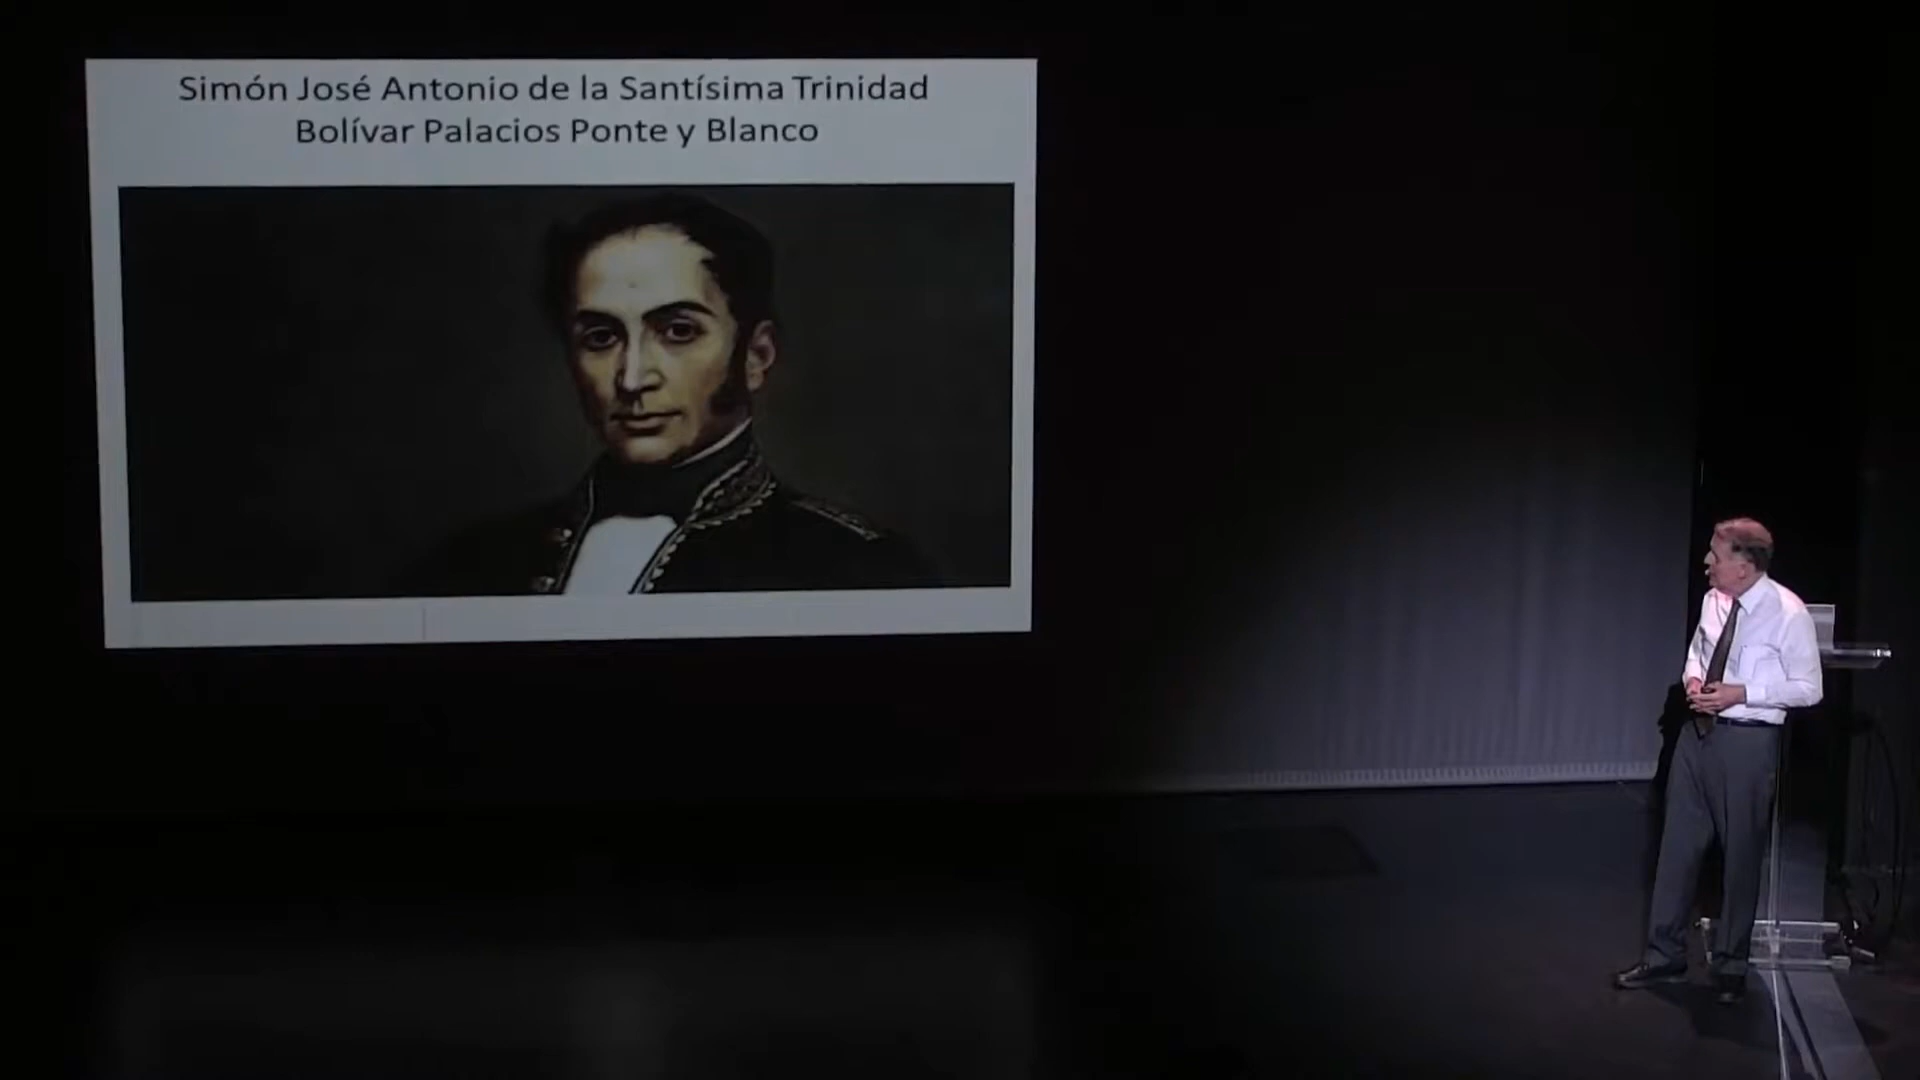 Simón José Antonio de la Santísima Trinidad
Bolívar Palacios Ponte y Blanco